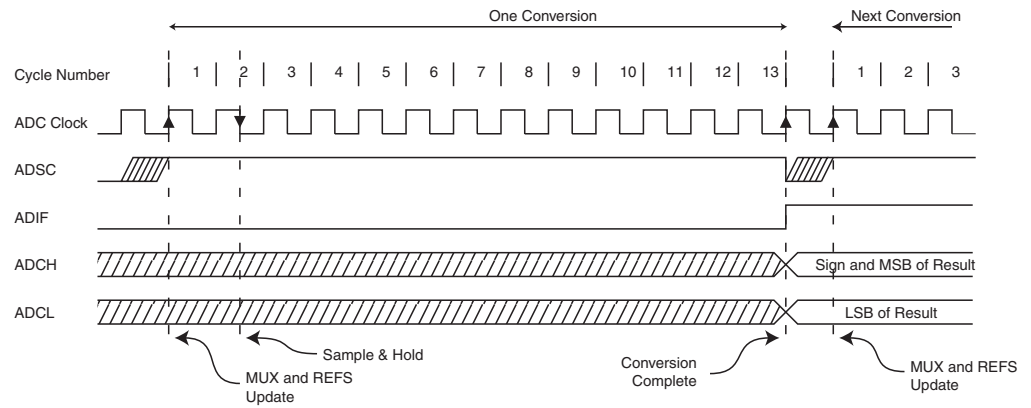 One Conversion
Next Conversion
Cycle Number 1 2 3 4 5 6 7 8 9 10 11 12 13 1 2 3
ADC Clock
ADSC
ADIF
ADCH
Sign and MSB of Result
ADCL
LSB of Result
Sample & Hold
MUX and REFS
Update
Conversion
Complete
MUX and REFS
Update